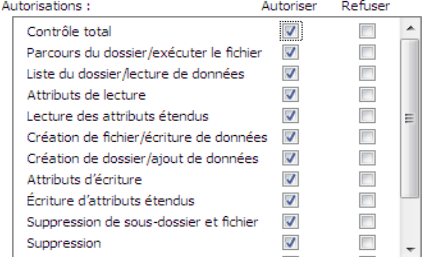 Autorisations : Autoriser Refuser
Contrôle total
Parcours du dossier/exécuter le fichier
Liste du dossier/lecture de données
Attributs de lecture
Lecture des attributs étendus
Création de fichier/écriture de données
Création de dossier/ajout de données
Attributs d'écriture
Écriture d'attributs étendus
Suppression de sous-dossier et fichier
Suppression